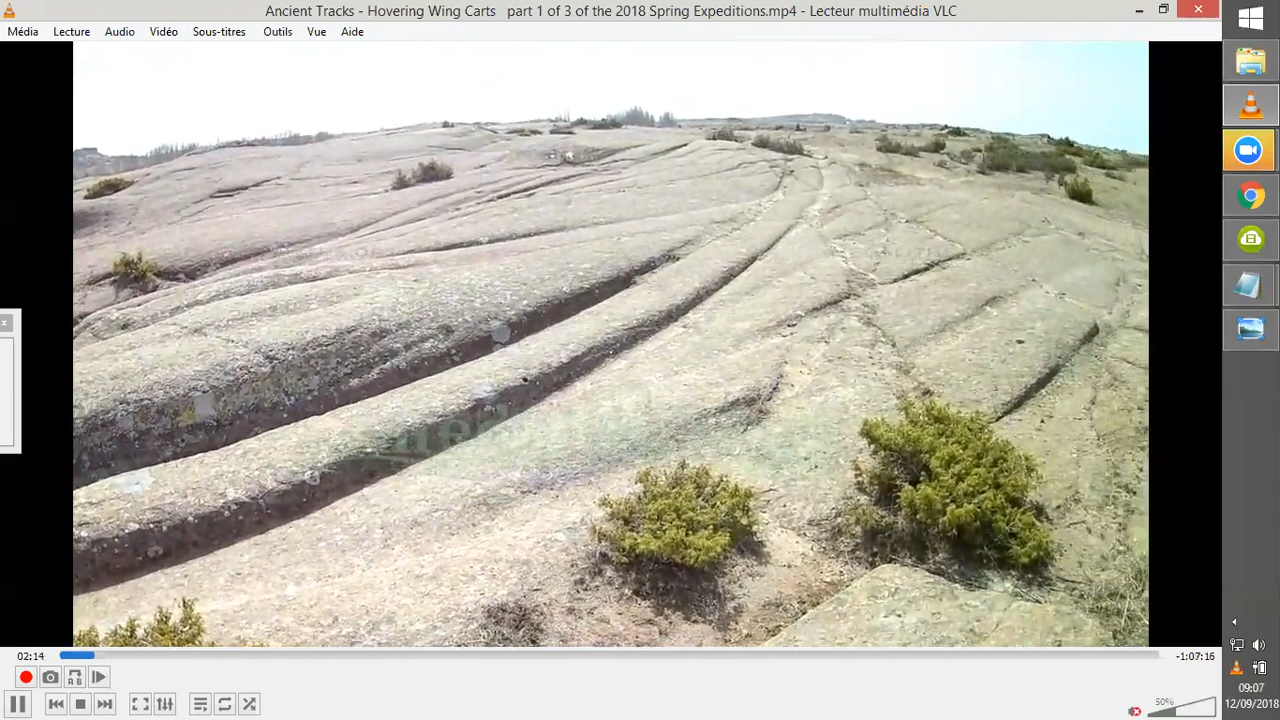 Ancient Tracks - Hovering Wing Carts   part 1 of 3 of the 2018 Spring Expeditions.mp4 - Lecteur multimédia VLC
Média Lecture Audio Vidéo Sous-titres Outils Vue Aide
02:14
-1:07:16
50%
09:07
12/09/2018